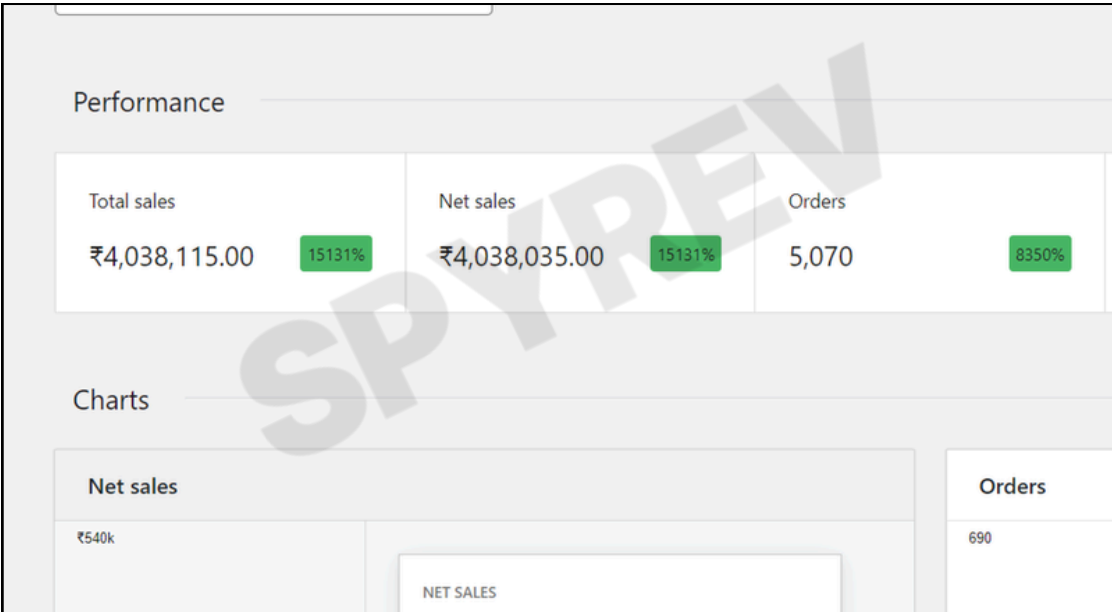 Performance
Total sales
₹4,038,115.00 15131%
Net sales
₹4,038,035.00 15131%
Orders
5,070 8350%
SPYREV
Charts
Net sales
₹540k
NET SALES
Orders
690